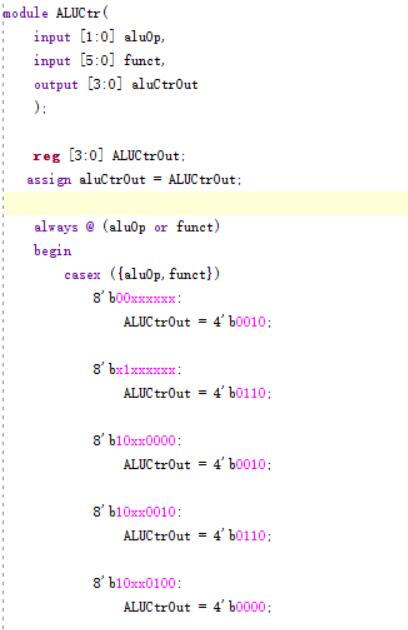 module ALUCtr(
input [1:0] aluOp,
input [5:0] funct,
output [3:0] aluCtrOut
);
reg [3:0] ALUCtrOut;
assign aluCtrOut = ALUCtrOut;
always @ (aluOp or funct)
begin
casex ({aluOp,funct})
8'b00xxxxxx:
ALUCtrOut = 4'b0010;
8'bx1xxxxxx:
ALUCtrOut = 4'b0110;
8'b10xx0000:
ALUCtrOut = 4'b0010;
8'b10xx0010:
ALUCtrOut = 4'b0110;
8'b10xx0100:
ALUCtrOut = 4'b0000;